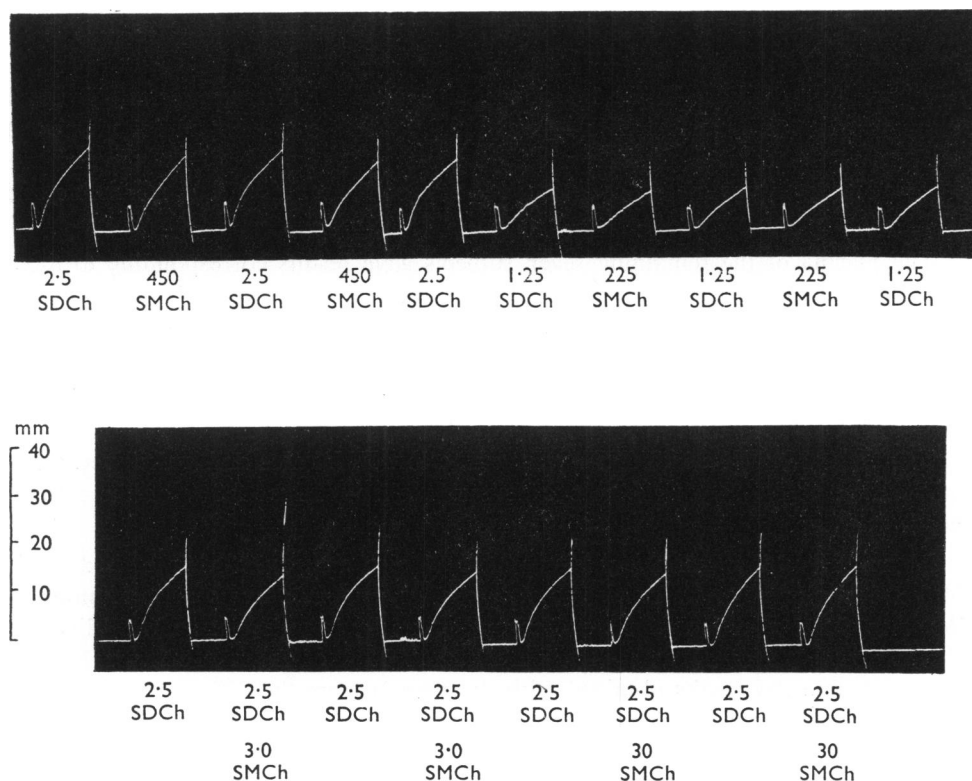 2·5 450 2·5 450 2.5 1·25 225 1·25 225 1·25
SDCh SMCh SDCh SMCh SDCh SDCh SMCh SDCh SMCh SDCh
mm
40
30
20
10
2·5 2·5 2·5 2·5 2·5 2·5 2·5 2·5
SDCh SDCh SDCh SDCh SDCh SDCh SDCh SDCh
3·0 3·0 30 30
SMCh SMCh SMCh SMCh